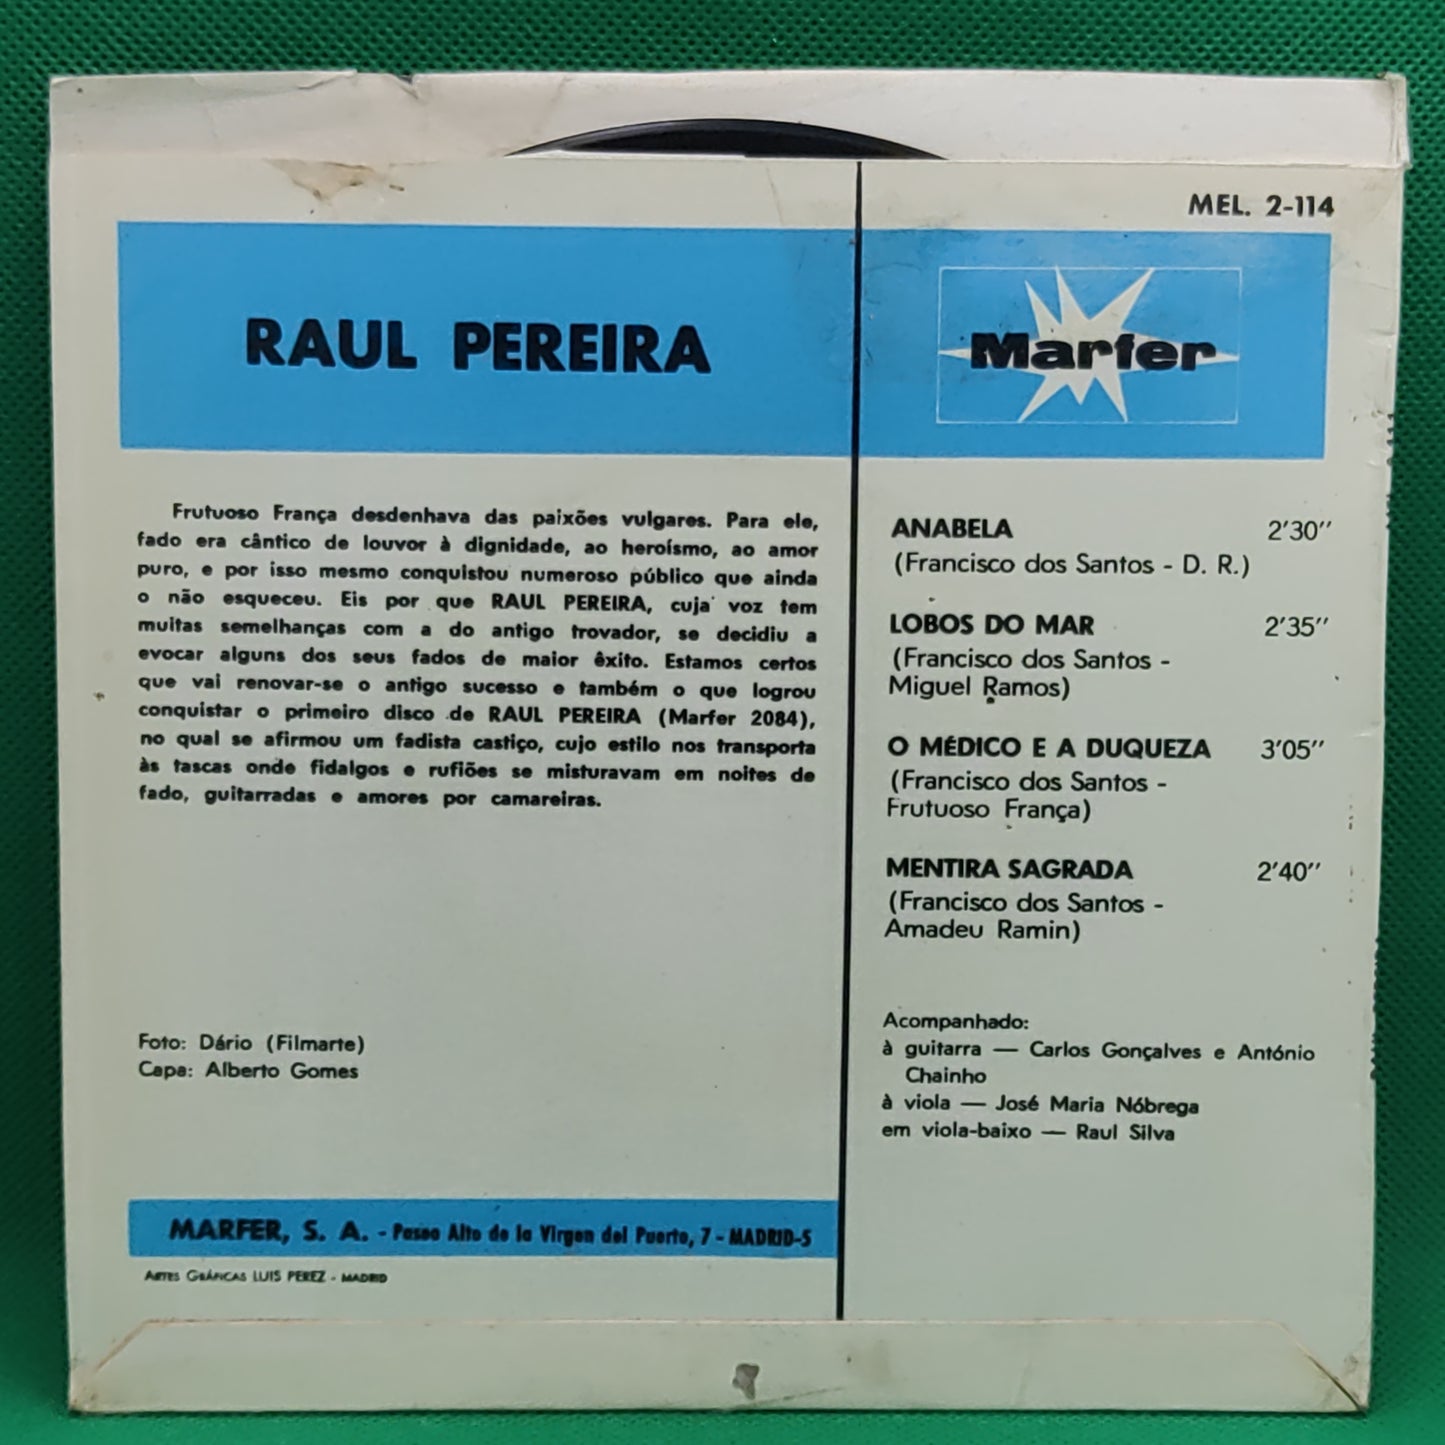 MEL. 2-114
RAUL PEREIRA
Marfer
Frutuoso França desdenhava das paixões vulgares. Para ele,
fado era cântico de louvor à dignidade, ao heroísmo, ao amor
puro, e por isso mesmo conquistou numeroso público que ainda
o não esqueceu. Eis por que RAUL PEREIRA, cuja voz tem
muitas semelhanças com a do antigo trovador, se decidiu a
evocar alguns dos seus fados de maior êxito. Estamos certos
que vai renovar-se o antigo sucesso e também o que logrou
conquistar o primeiro disco de RAUL PEREIRA (Marfer 2084),
no qual se afirmou um fadista castiço, cujo estilo nos transporta
às tascas onde fidalgos e rufiões se misturavam em noites de
fado, guitarradas e amores por camareiras.
Foto: Dário (Filmarte)
Capa: Alberto Gomes
MARFER, S. A. - Paseo Alto de la Virgen del Puerto, 7 - MADRID-5
ARTES GRÁFICAS LUIS PEREZ - MADRID
ANABELA 2'30''
(Francisco dos Santos - D. R.)
LOBOS DO MAR 2'35''
(Francisco dos Santos -
Miguel Ramos)
O MÉDICO E A DUQUEZA 3'05''
(Francisco dos Santos -
Frutuoso França)
MENTIRA SAGRADA 2'40''
(Francisco dos Santos -
Amadeu Ramin)
Acompanhado:
à guitarra — Carlos Gonçalves e António
Chainho
à viola — José Maria Nóbrega
em viola-baixo — Raul Silva